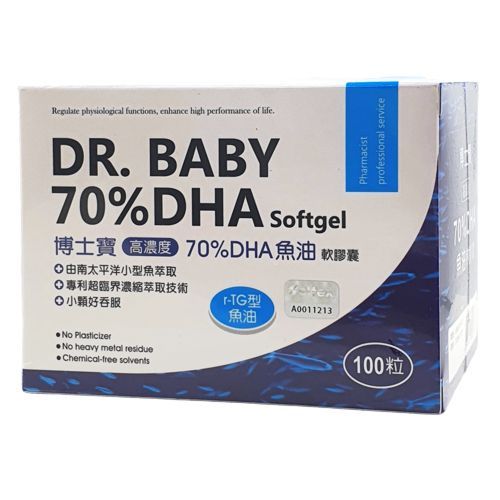 Regulate physiological functions, enhance high performance of life.
Pharmacist
professional service
DR. BABY
70%DHA Softgel
博士寶 高濃度 70%DHA魚油 軟膠囊
由南太平洋小型魚萃取
專利超臨界濃縮萃取技術
小顆好吞服
r-TG型
魚油
A0011213
• No Plasticizer
• No heavy metal residue
• Chemical-free solvents
100粒